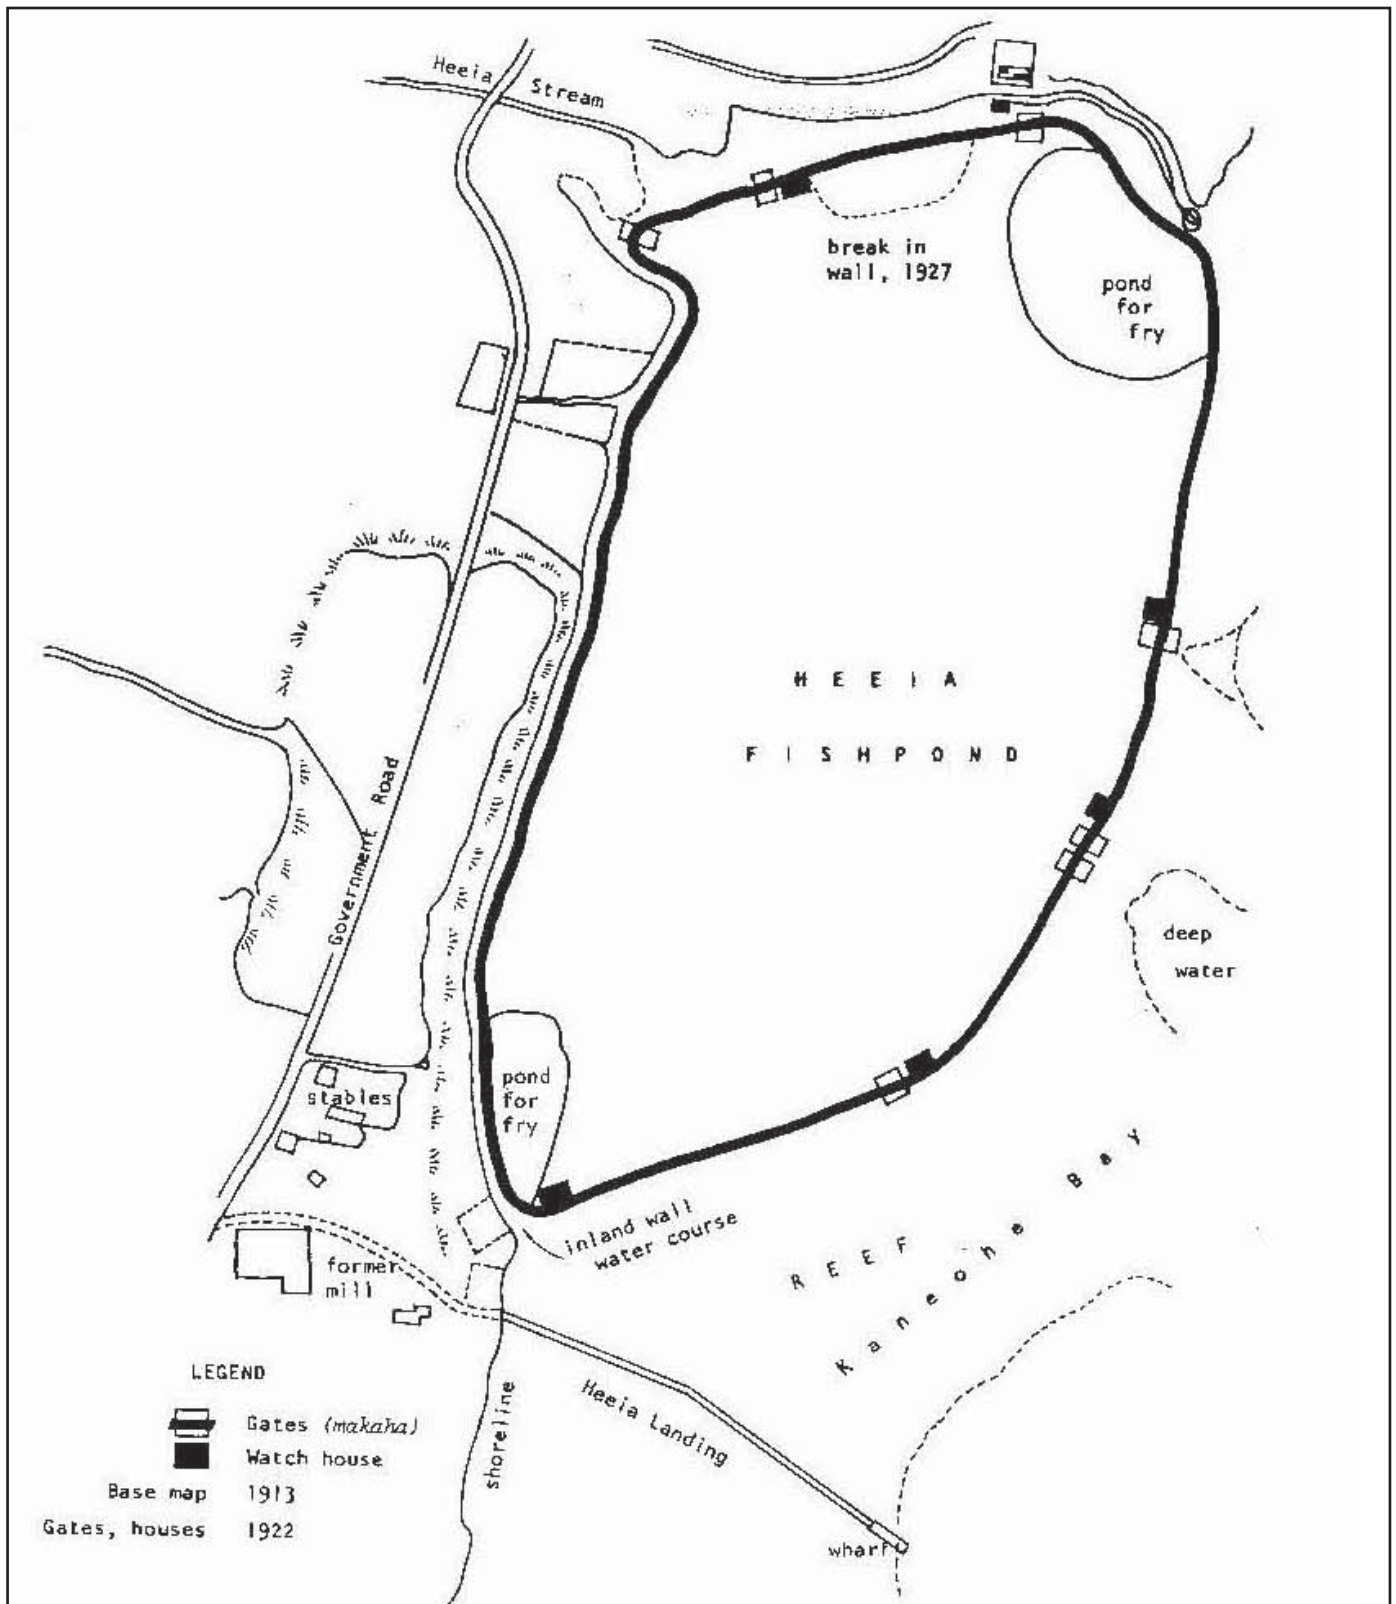 Heeia Stream
break in
wall, 1927
pond
for
fry
HEEIA
FISHPOND
Government Road
deep
water
pond
for
fry
stables
inland wall
water course
former
mill
REEF
Kaneohe Bay
Heeia Landing
shoreline
wharf
LEGEND
Gates (makaha)
Watch house
Base map 1913
Gates, houses 1922